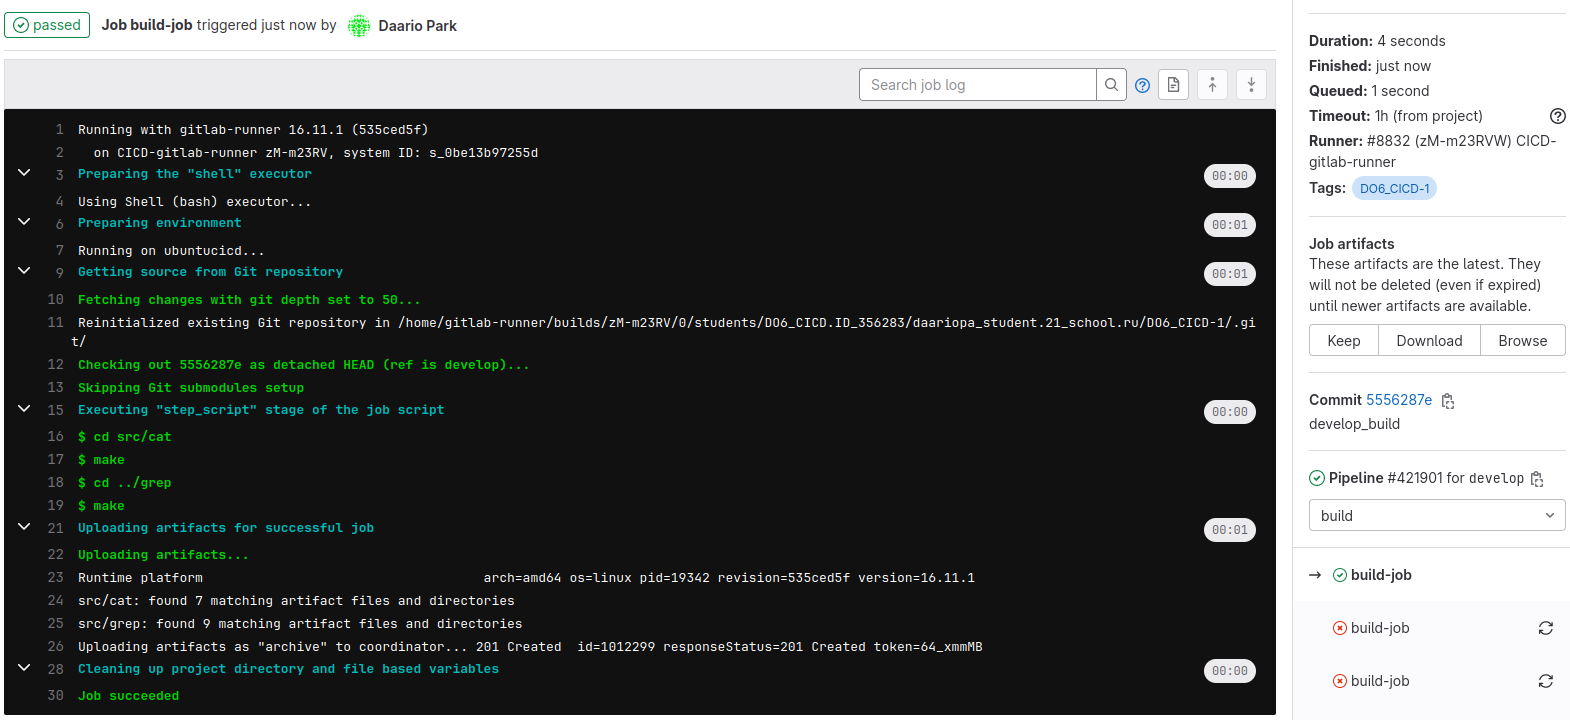 passed Job build-job triggered just now by Daario Park
Search job log
1 Running with gitlab-runner 16.11.1 (535ced5f)
2 on CICD-gitlab-runner zM-m23RV, system ID: s_0be13b97255d
3 Preparing the "shell" executor 00:00
4 Using Shell (bash) executor...
6 Preparing environment 00:01
7 Running on ubuntucicd...
9 Getting source from Git repository 00:01
10 Fetching changes with git depth set to 50...
11 Reinitialized existing Git repository in /home/gitlab-runner/builds/zM-m23RV/0/students/DO6_CICD.ID_356283/daariopa_student.21_school.ru/DO6_CICD-1/.gi
t/
12 Checking out 5556287e as detached HEAD (ref is develop)...
13 Skipping Git submodules setup
15 Executing "step_script" stage of the job script 00:00
16 $ cd src/cat
17 $ make
18 $ cd ../grep
19 $ make
21 Uploading artifacts for successful job 00:01
22 Uploading artifacts...
23 Runtime platform arch=amd64 os=linux pid=19342 revision=535ced5f version=16.11.1
24 src/cat: found 7 matching artifact files and directories
25 src/grep: found 9 matching artifact files and directories
26 Uploading artifacts as "archive" to coordinator... 201 Created id=1012299 responseStatus=201 Created token=64_xmmMB
28 Cleaning up project directory and file based variables 00:00
30 Job succeeded
Duration: 4 seconds
Finished: just now
Queued: 1 second
Timeout: 1h (from project)
Runner: #8832 (zM-m23RVW) CICD-
gitlab-runner
Tags: DO6_CICD-1
Job artifacts
These artifacts are the latest. They
will not be deleted (even if expired)
until newer artifacts are available.
Keep Download Browse
Commit 5556287e
develop_build
Pipeline #421901 for develop
build
→ build-job
build-job
build-job